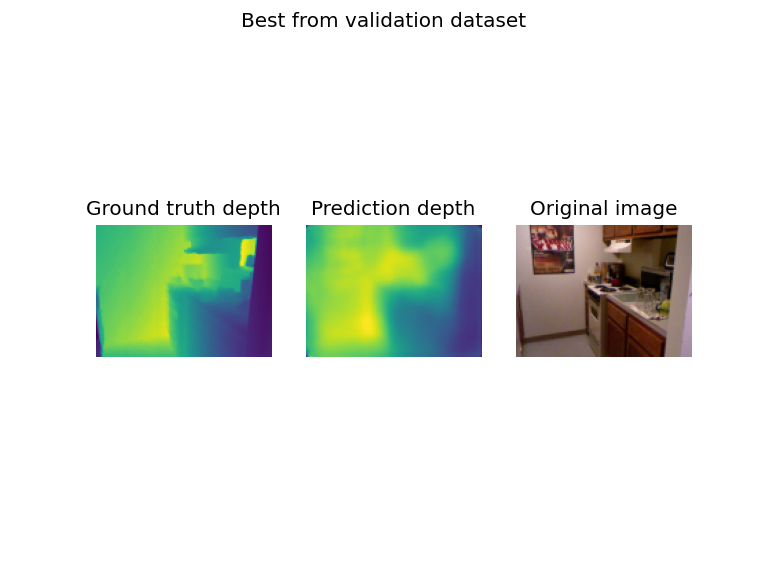 Best from validation dataset
Ground truth depth
Prediction depth
Original image